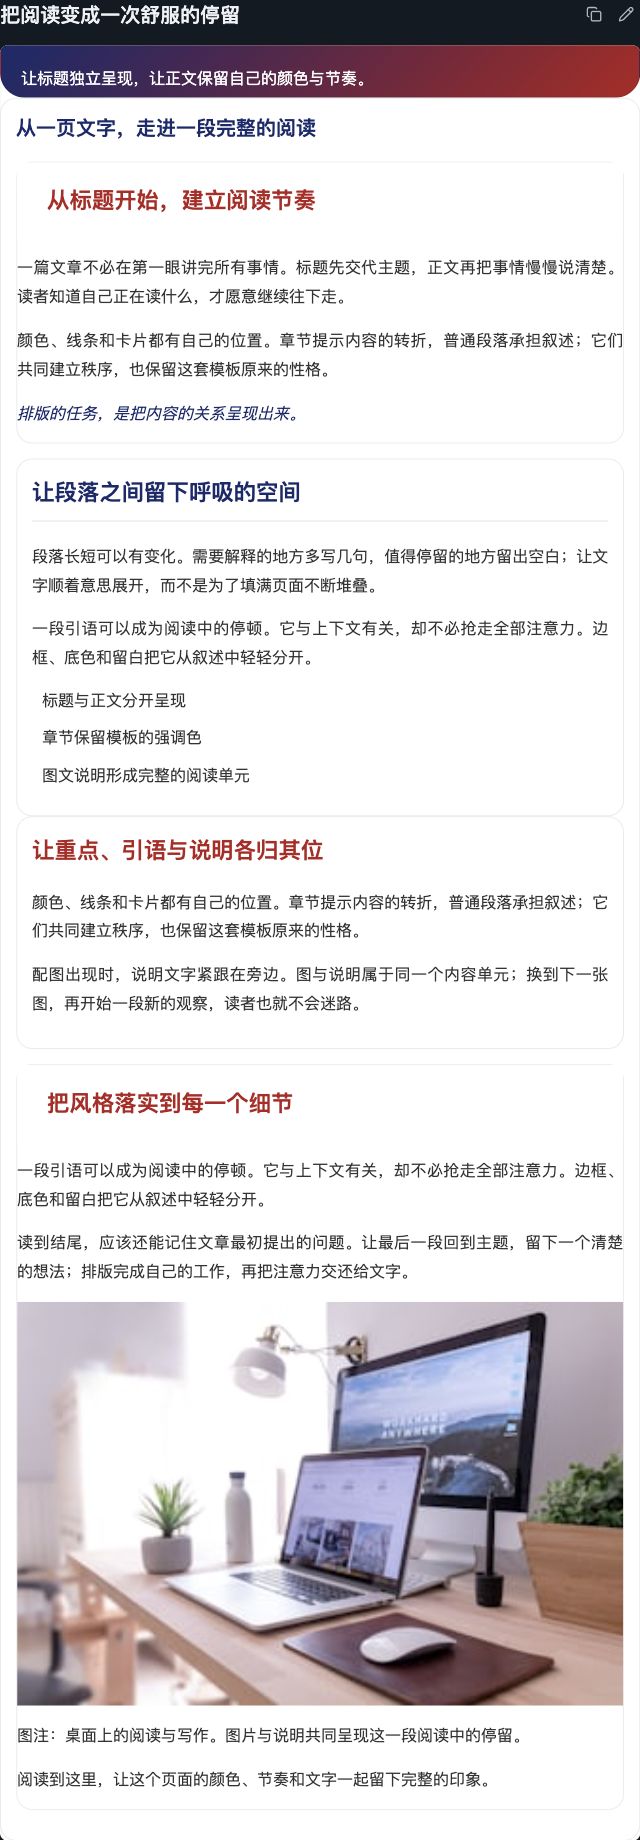 把阅读变成一次舒服的停留
让标题独立呈现，让正文保留自己的颜色与节奏。
从一页文字，走进一段完整的阅读
从标题开始，建立阅读节奏
一篇文章不必在第一眼讲完所有事情。标题先交代主题，正文再把事情慢慢说清楚。
读者知道自己正在读什么，才愿意继续往下走。
颜色、线条和卡片都有自己的位置。章节提示内容的转折，普通段落承担叙述；它们
共同建立秩序，也保留这套模板原来的性格。
排版的任务，是把内容的关系呈现出来。
让段落之间留下呼吸的空间
段落长短可以有变化。需要解释的地方多写几句，值得停留的地方留出空白；让文
字顺着意思展开，而不是为了填满页面不断堆叠。
一段引语可以成为阅读中的停顿。它与上下文有关，却不必抢走全部注意力。边
框、底色和留白把它从叙述中轻轻分开。
标题与正文分开呈现
章节保留模板的强调色
图文说明形成完整的阅读单元
让重点、引语与说明各归其位
颜色、线条和卡片都有自己的位置。章节提示内容的转折，普通段落承担叙述；它
们共同建立秩序，也保留这套模板原来的性格。
配图出现时，说明文字紧跟在旁边。图与说明属于同一个内容单元；换到下一张
图，再开始一段新的观察，读者也就不会迷路。
把风格落实到每一个细节
一段引语可以成为阅读中的停顿。它与上下文有关，却不必抢走全部注意力。边框、
底色和留白把它从叙述中轻轻分开。
读到结尾，应该还能记住文章最初提出的问题。让最后一段回到主题，留下一个清楚
的想法；排版完成自己的工作，再把注意力交还给文字。
WORK HARD
ANYWHERE
图注：桌面上的阅读与写作。图片与说明共同呈现这一段阅读中的停留。
阅读到这里，让这个页面的颜色、节奏和文字一起留下完整的印象。